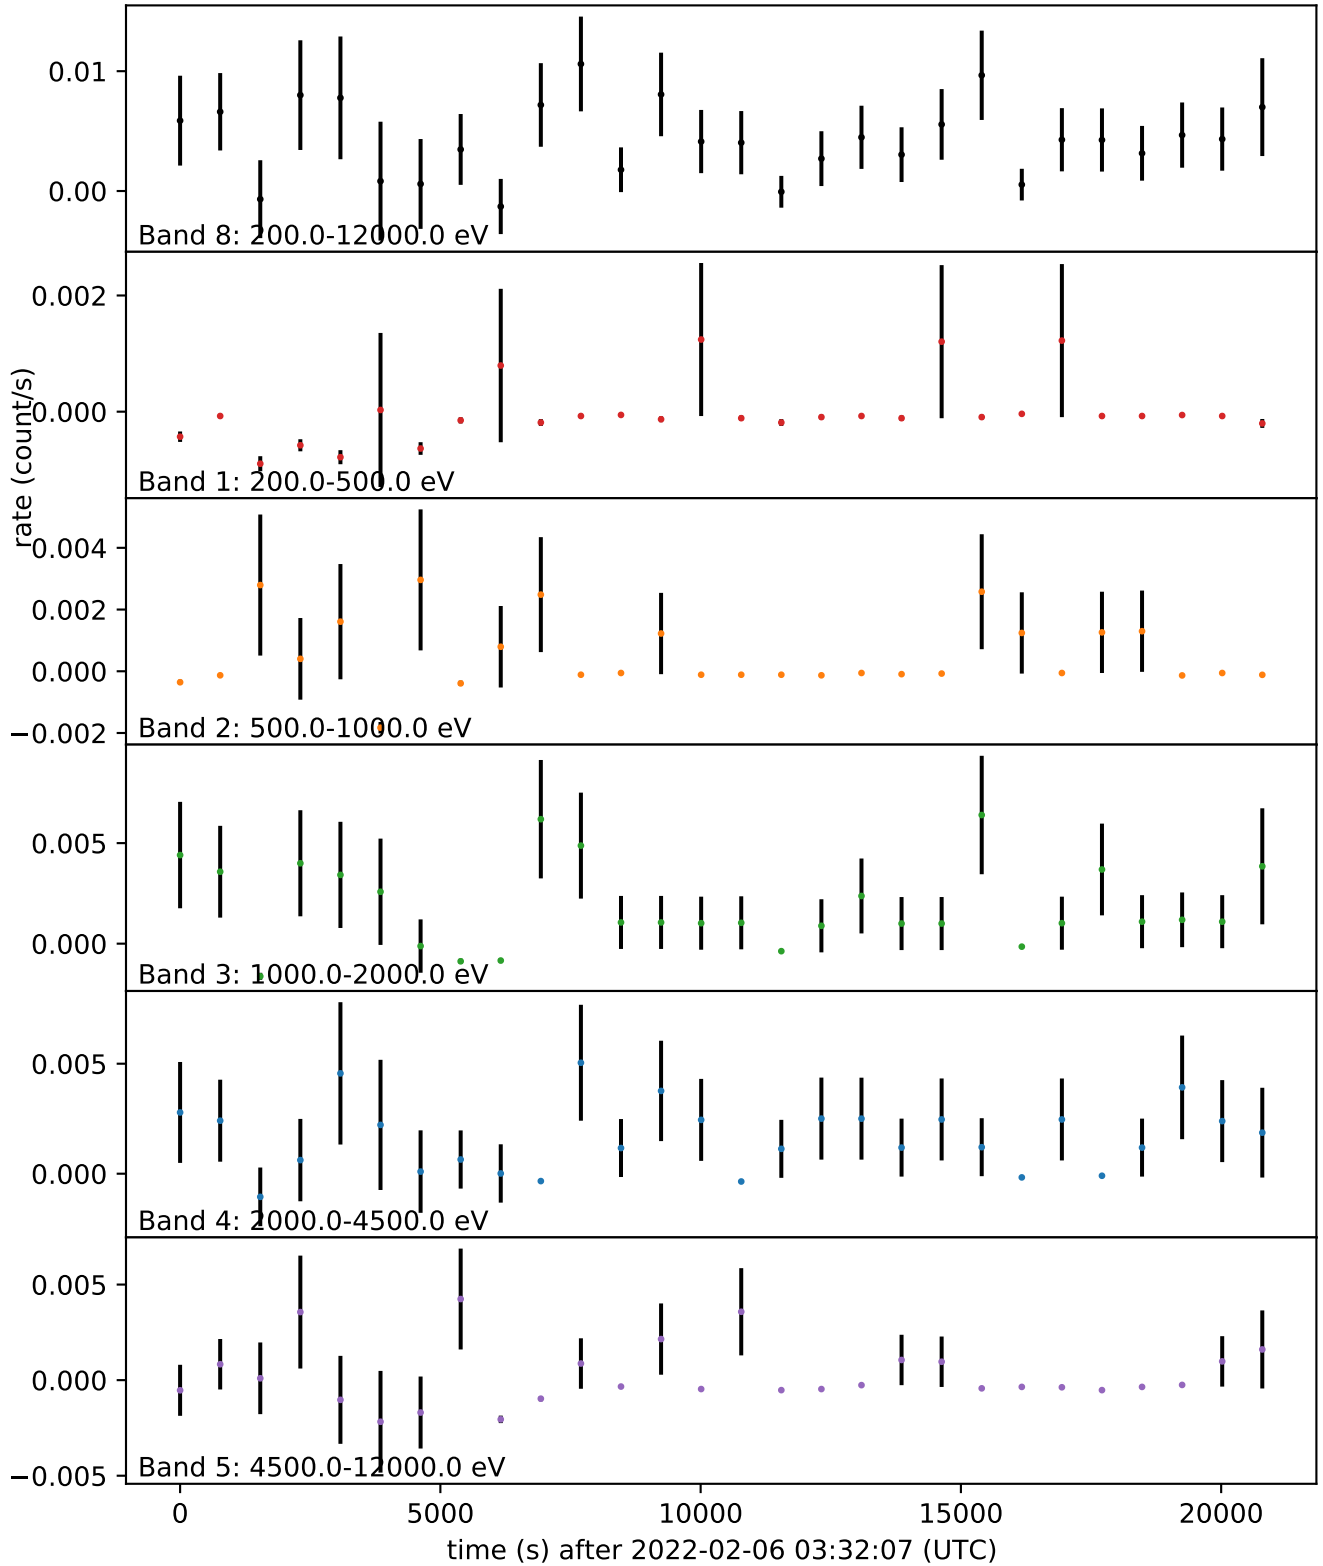 0.01
0.00
Band 8: 200.0-12000.0 eV
0.002
0.000
Band 1: 200.0-500.0 eV
rate (count/s)
0.004
0.002
0.000
−0.002
Band 2: 500.0-1000.0 eV
0.005
0.000
Band 3: 1000.0-2000.0 eV
0.005
0.000
Band 4: 2000.0-4500.0 eV
0.005
0.000
−0.005
Band 5: 4500.0-12000.0 eV
0 5000 10000 15000 20000
time (s) after 2022-02-06 03:32:07 (UTC)